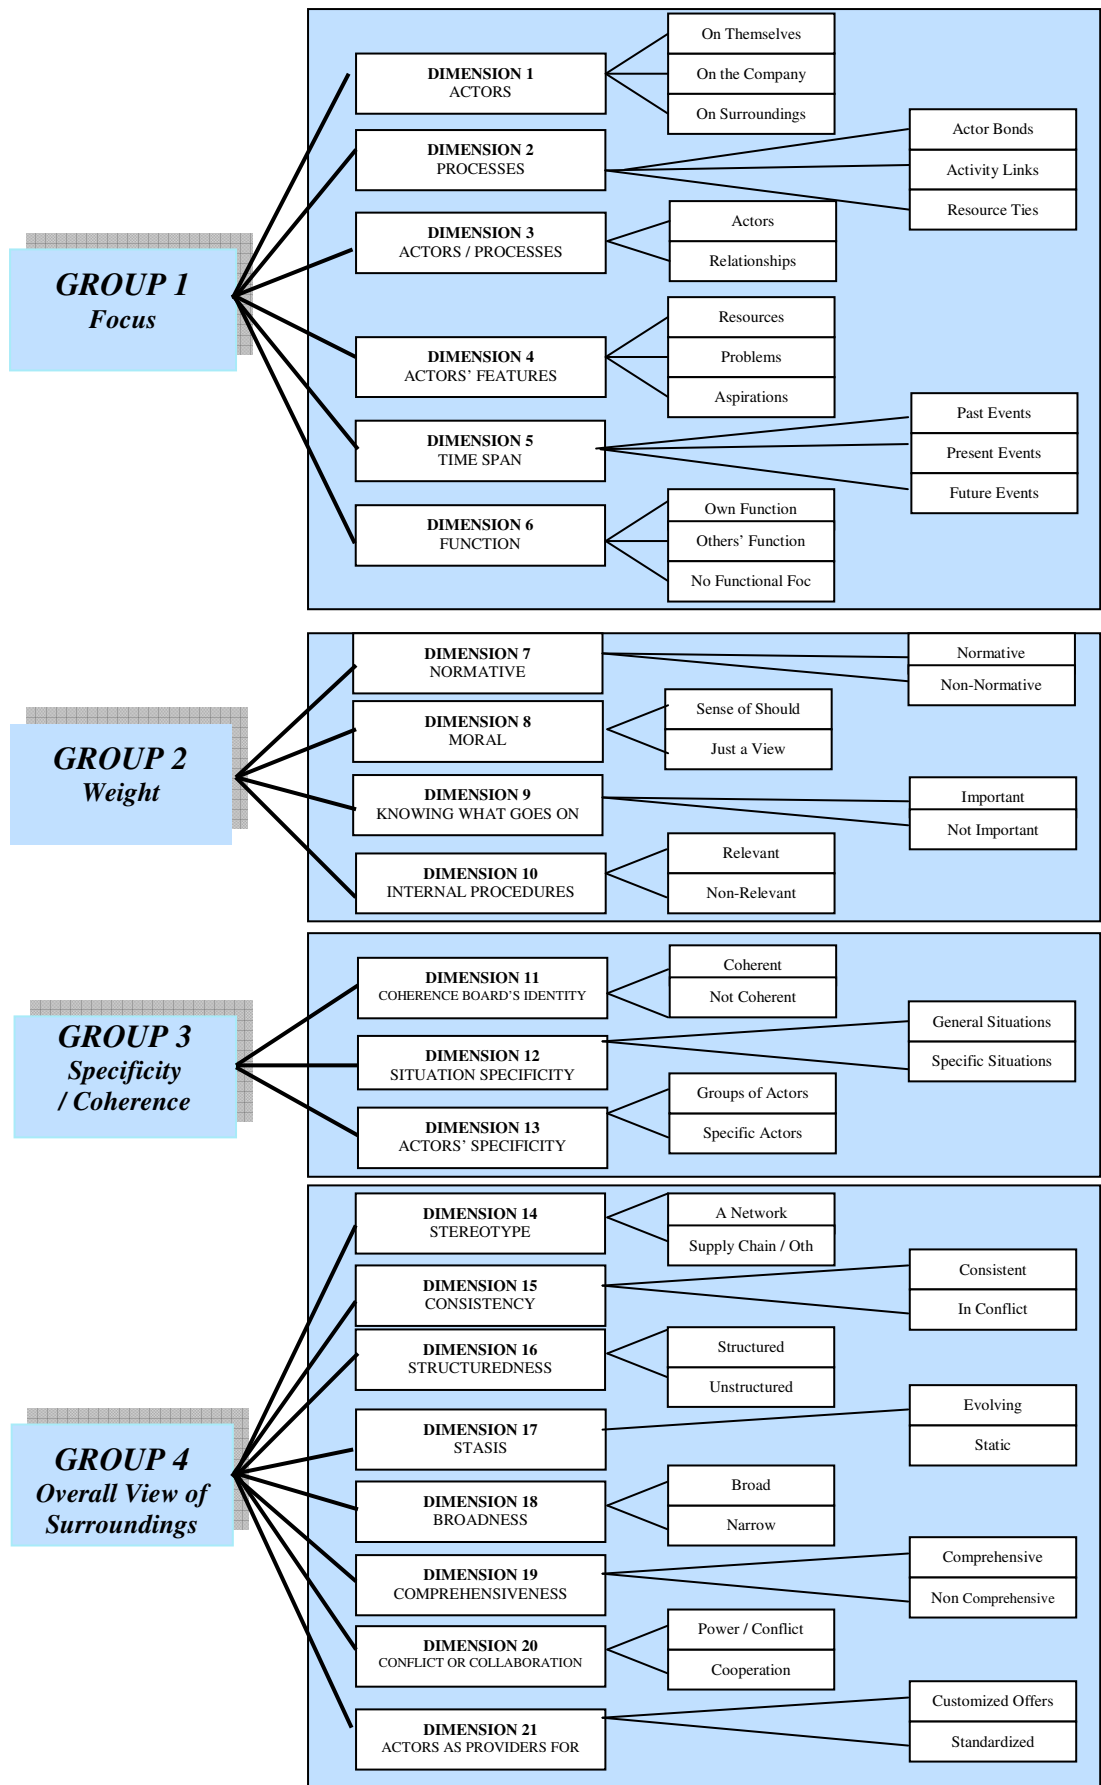 GROUP 1
Focus
DIMENSION 1
ACTORS
On Themselves
On the Company
On Surroundings
DIMENSION 2
PROCESSES
Actor Bonds
Activity Links
Resource Ties
DIMENSION 3
ACTORS / PROCESSES
Actors
Relationships
DIMENSION 4
ACTORS’ FEATURES
Resources
Problems
Aspirations
DIMENSION 5
TIME SPAN
Past Events
Present Events
Future Events
DIMENSION 6
FUNCTION
Own Function
Others’ Function
No Functional Foc
GROUP 2
Weight
DIMENSION 7
NORMATIVE
Normative
Non-Normative
DIMENSION 8
MORAL
Sense of Should
Just a View
DIMENSION 9
KNOWING WHAT GOES ON
Important
Not Important
DIMENSION 10
INTERNAL PROCEDURES
Relevant
Non-Relevant
GROUP 3
Specificity
/ Coherence
DIMENSION 11
COHERENCE BOARD’S IDENTITY
Coherent
Not Coherent
DIMENSION 12
SITUATION SPECIFICITY
General Situations
Specific Situations
DIMENSION 13
ACTORS’ SPECIFICITY
Groups of Actors
Specific Actors
GROUP 4
Overall View of
Surroundings
DIMENSION 14
STEREOTYPE
A Network
Supply Chain / Oth
DIMENSION 15
CONSISTENCY
Consistent
In Conflict
DIMENSION 16
STRUCTUREDNESS
Structured
Unstructured
DIMENSION 17
STASIS
Evolving
Static
DIMENSION 18
BROADNESS
Broad
Narrow
DIMENSION 19
COMPREHENSIVENESS
Comprehensive
Non Comprehensive
DIMENSION 20
CONFLICT OR COLLABORATION
Power / Conflict
Cooperation
DIMENSION 21
ACTORS AS PROVIDERS FOR
Customized Offers
Standardized